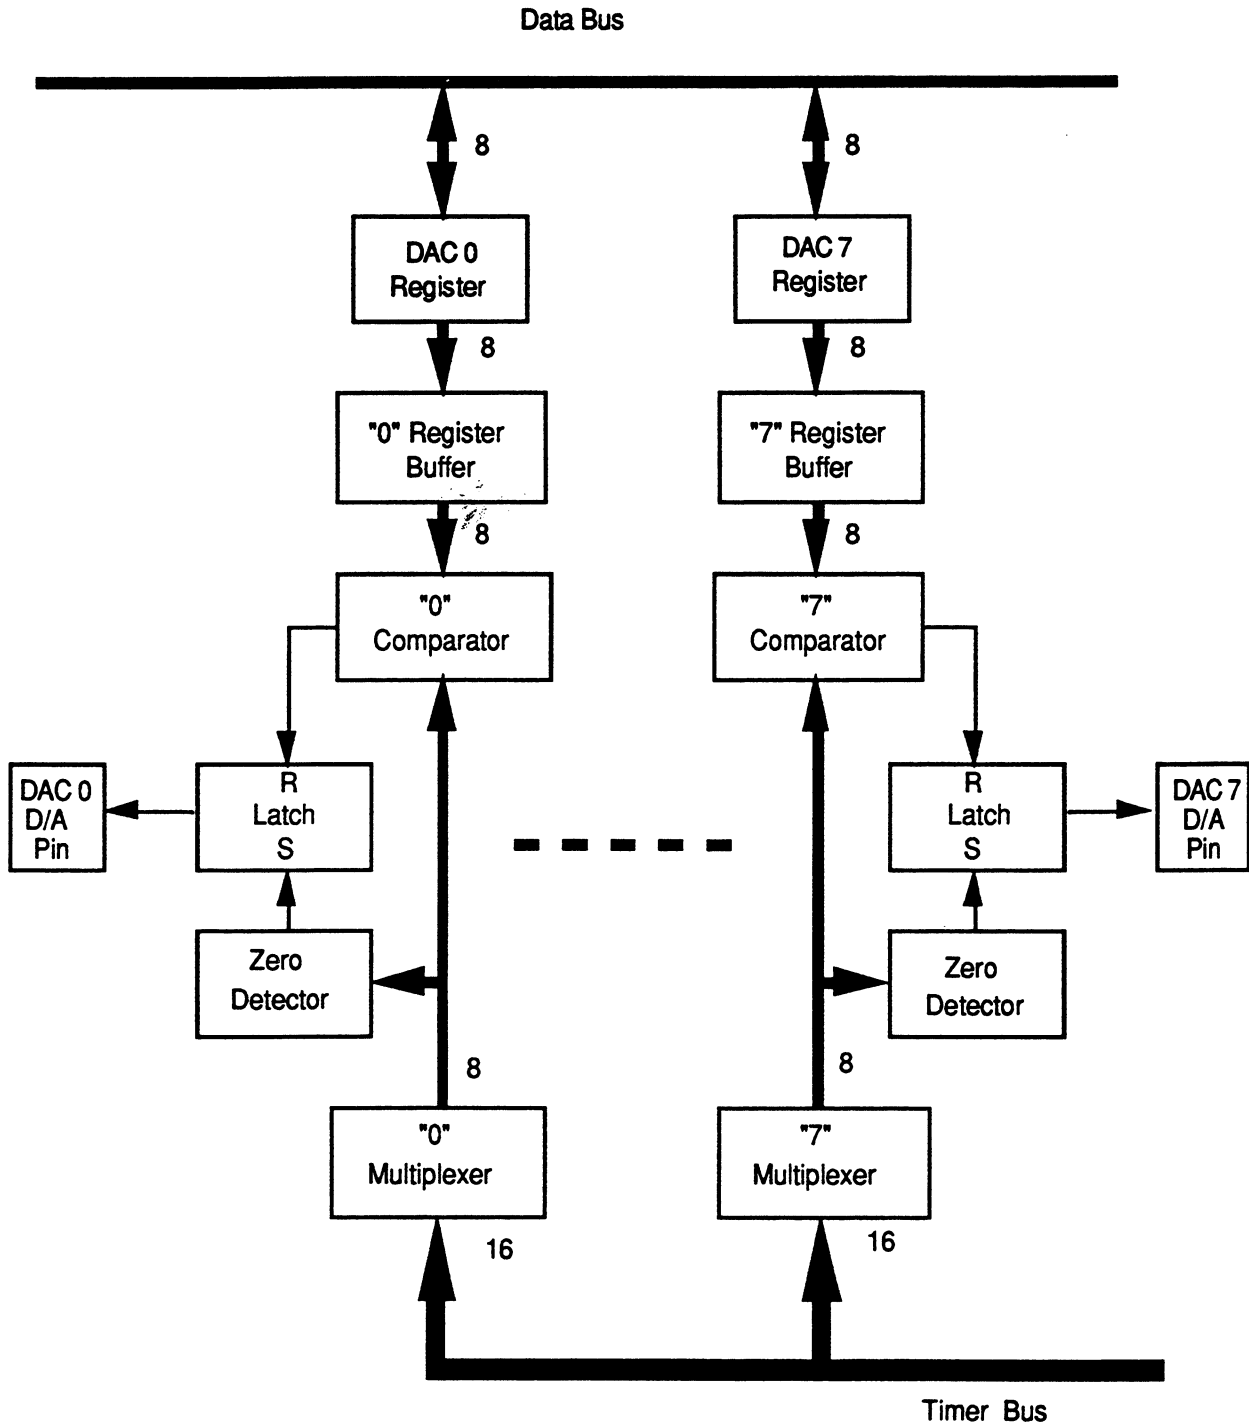 Data Bus
8
8
DAC 0
Register
DAC 7
Register
8
8
"0" Register
Buffer
"7" Register
Buffer
8
8
"0"
Comparator
"7"
Comparator
DAC 0
D/A
Pin
R
Latch
S
R
Latch
S
DAC 7
D/A
Pin
Zero
Detector
Zero
Detector
8
8
"0"
Multiplexer
"7"
Multiplexer
16
16
Timer Bus